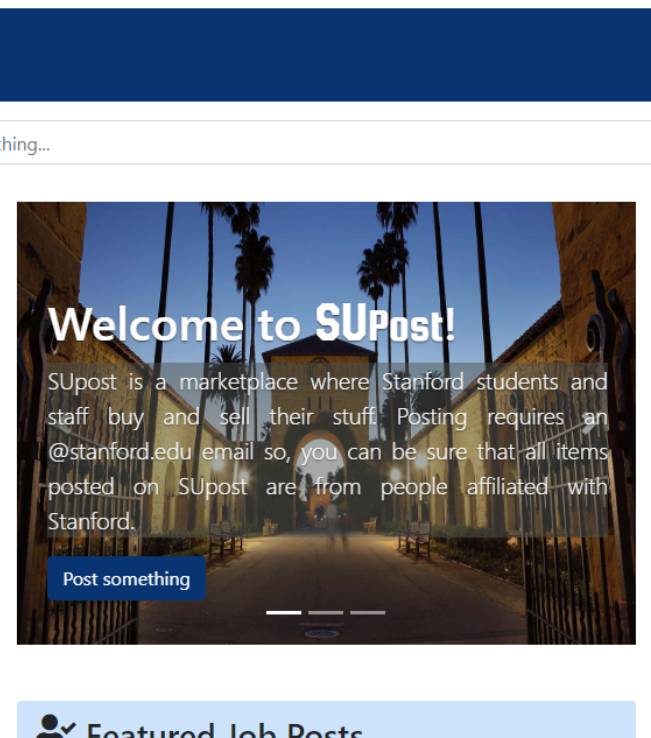 thing...
Welcome to SUPost!
SUpost is a marketplace where Stanford students and
staff buy and sell their stuff. Posting requires an
@stanford.edu email so, you can be sure that all items
posted on SUpost are from people affiliated with
Stanford.
Post something
Featured Job Posts